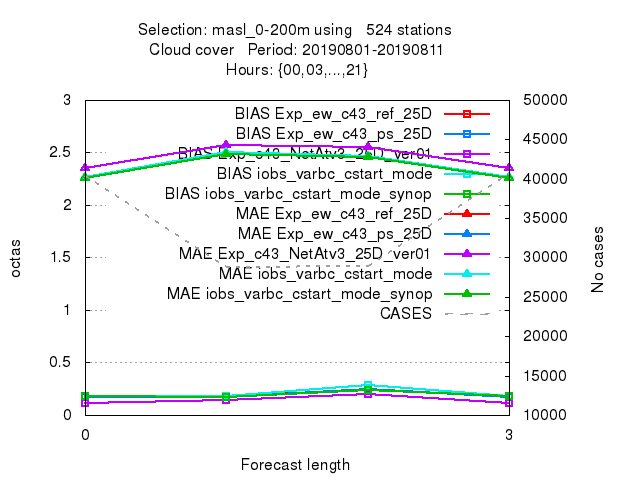 Selection: masl_0-200m using   524 stations
Cloud cover   Period: 20190801-20190811
Hours: {00,03,...,21}
3
2.5
2
1.5
1
0.5
0
octas
50000
45000
40000
35000
30000
25000
20000
15000
10000
No cases
BIAS Exp_ew_c43_ref_25D
BIAS Exp_ew_c43_ps_25D
BIAS Exp_c43_NetAtv3_25D_ver01
BIAS iobs_varbc_cstart_mode
BIAS iobs_varbc_cstart_mode_synop
MAE Exp_ew_c43_ref_25D
MAE Exp_ew_c43_ps_25D
MAE Exp_c43_NetAtv3_25D_ver01
MAE iobs_varbc_cstart_mode
MAE iobs_varbc_cstart_mode_synop
CASES
0
3
Forecast length